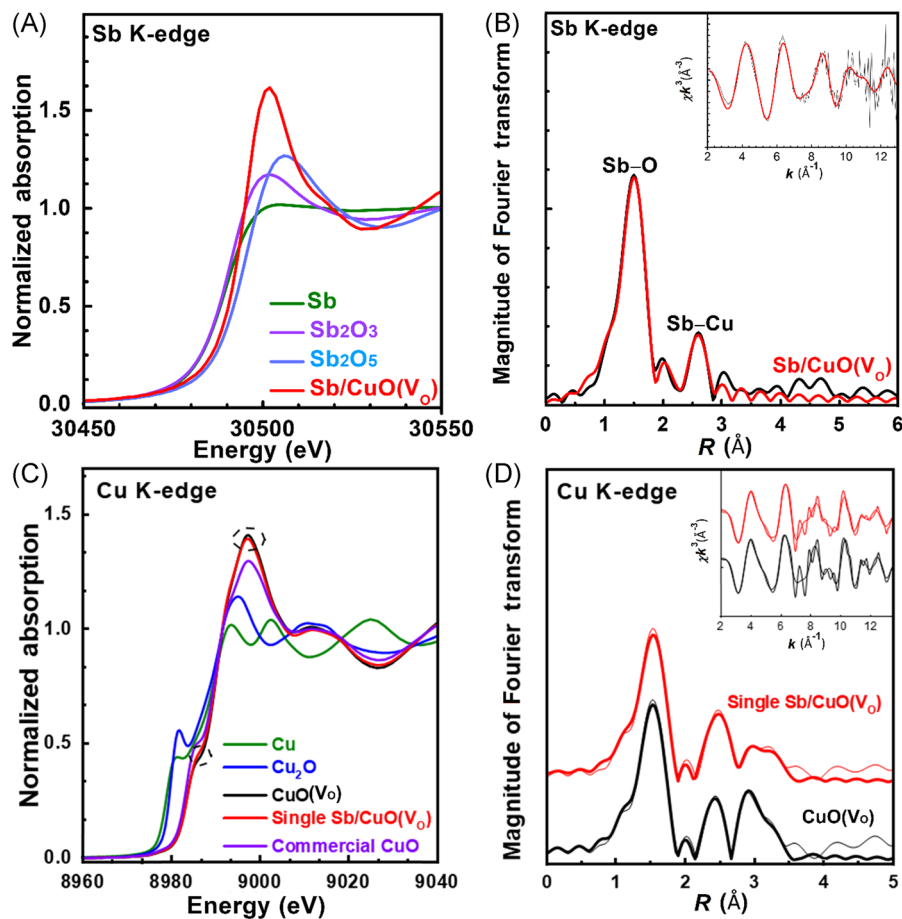 (A)
Sb K-edge
Normalized absorption
1.5
1.0
0.5
0.0
Sb
Sb2O3
Sb2O5
Sb/CuO(VO)
30450
30500
30550
Energy (eV)
(B)
Sb K-edge
Magnitude of Fourier transform
χk³(Å⁻³)
2
4
6
8
10
12
k (Å⁻¹)
Sb–O
Sb–Cu
Sb/CuO(VO)
0
1
2
3
4
5
6
R (Å)
(C)
Cu K-edge
Normalized absorption
1.5
1.0
0.5
0.0
Cu
Cu2O
CuO(VO)
Single Sb/CuO(VO)
Commercial CuO
8960
8980
9000
9020
9040
Energy (eV)
(D)
Cu K-edge
Magnitude of Fourier transform
χk³(Å⁻³)
2
4
6
8
10
12
k (Å⁻¹)
Single Sb/CuO(VO)
CuO(VO)
0
1
2
3
4
5
R (Å)